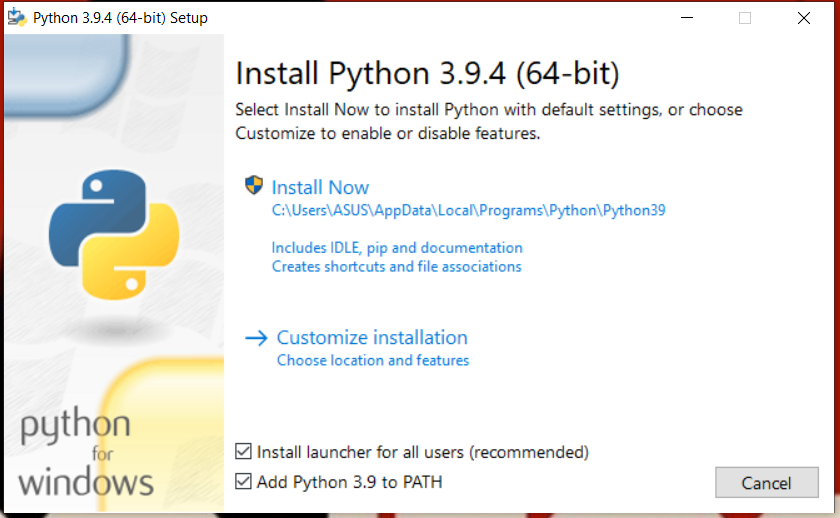 Python 3.9.4 (64-bit) Setup
Install Python 3.9.4 (64-bit)
Select Install Now to install Python with default settings, or choose
Customize to enable or disable features.
Install Now
C:\Users\ASUS\AppData\Local\Programs\Python\Python39
Includes IDLE, pip and documentation
Creates shortcuts and file associations
Customize installation
Choose location and features
python
for
windows
Install launcher for all users (recommended)
Add Python 3.9 to PATH
Cancel